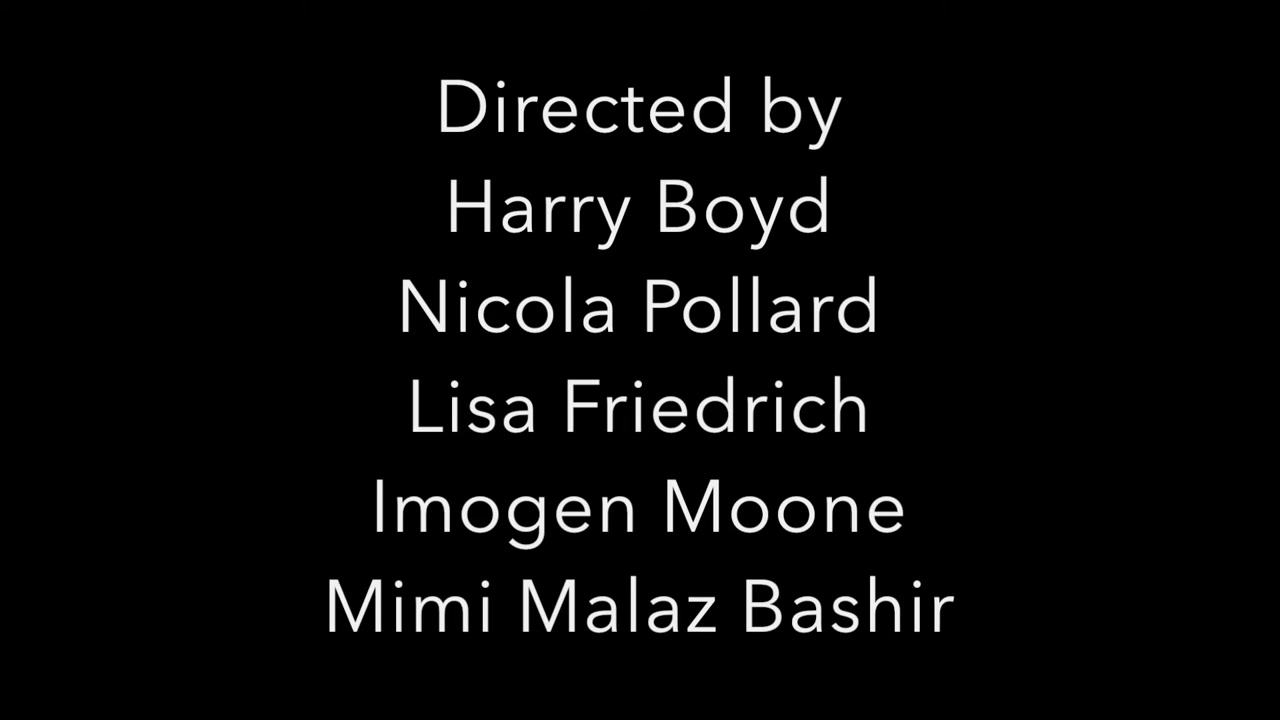 Directed by
Harry Boyd
Nicola Pollard
Lisa Friedrich
Imogen Moone
Mimi Malaz Bashir